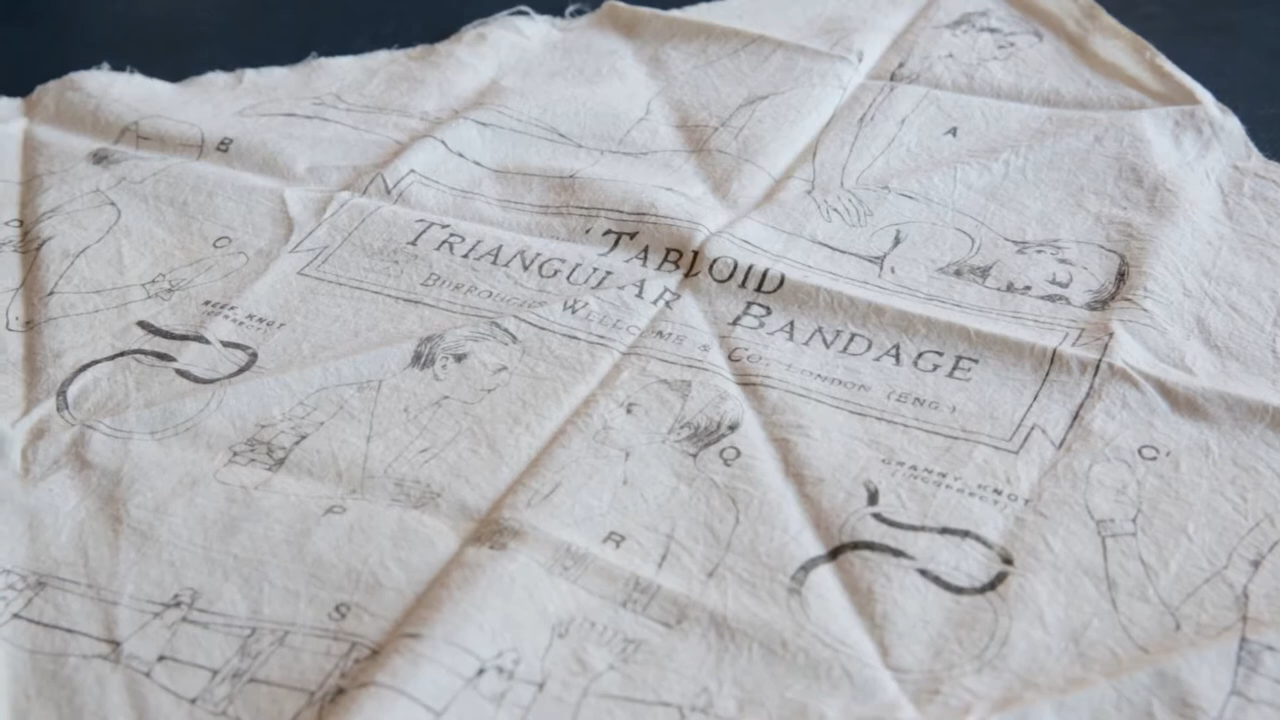 B
A
C
'TABLOID
TRIANGULAR BANDAGE
BURROUGHS WELLCOME & CO. LONDON (ENG.)
REEF KNOT
(CORRECT)
Q
C'
GRANNY KNOT
(INCORRECT)
P
R
S